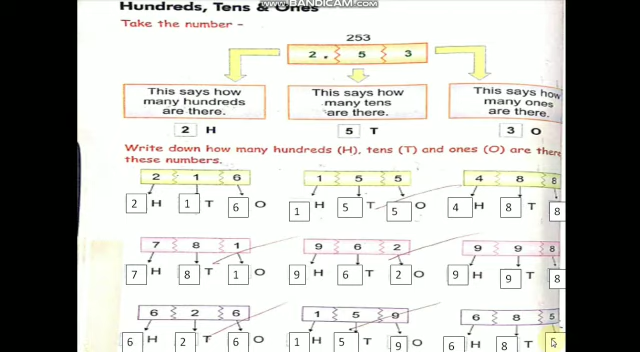 WWW.BANDICAM.COM
Hundreds, Tens & Ones
Take the number -
253
2 5 3
This says how many hundreds are there.
This says how many tens are there.
This says how many ones are there.
2 H
5 T
3 O
Write down how many hundreds (H), tens (T) and ones (O) are there
these numbers.
2 1 6
1 5 5
4 8 8
2 H 1 T 6 O
1 H 5 T 5 O
4 H 8 T 8
7 8 1
9 6 2
9 9 8
7 H 8 T 1 O
9 H 6 T 2 O
9 H 9 T 8
6 2 6
1 5 9
6 8 5
6 H 2 T 6 O
1 H 5 T 9 O
6 H 8 T